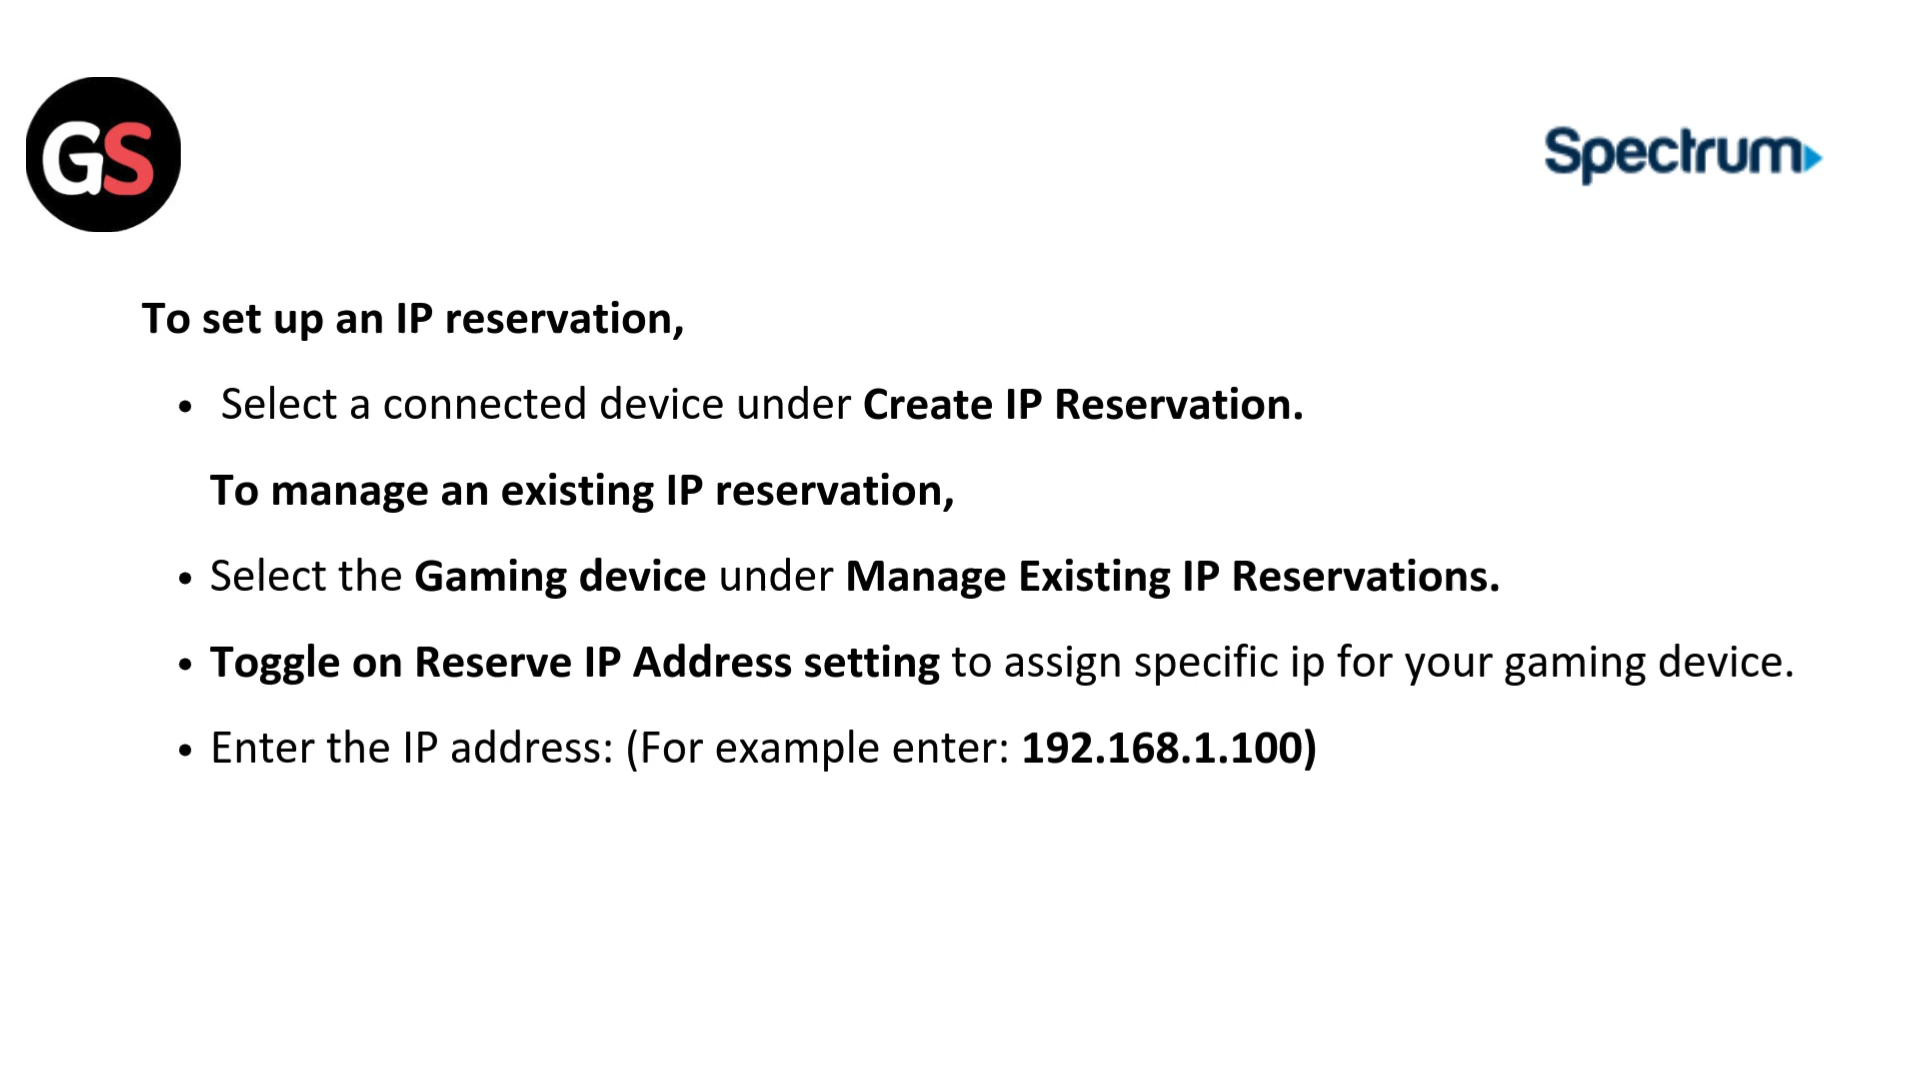 GS
Spectrum
To set up an IP reservation,
• Select a connected device under Create IP Reservation.
To manage an existing IP reservation,
• Select the Gaming device under Manage Existing IP Reservations.
• Toggle on Reserve IP Address setting to assign specific ip for your gaming device.
• Enter the IP address: (For example enter: 192.168.1.100)